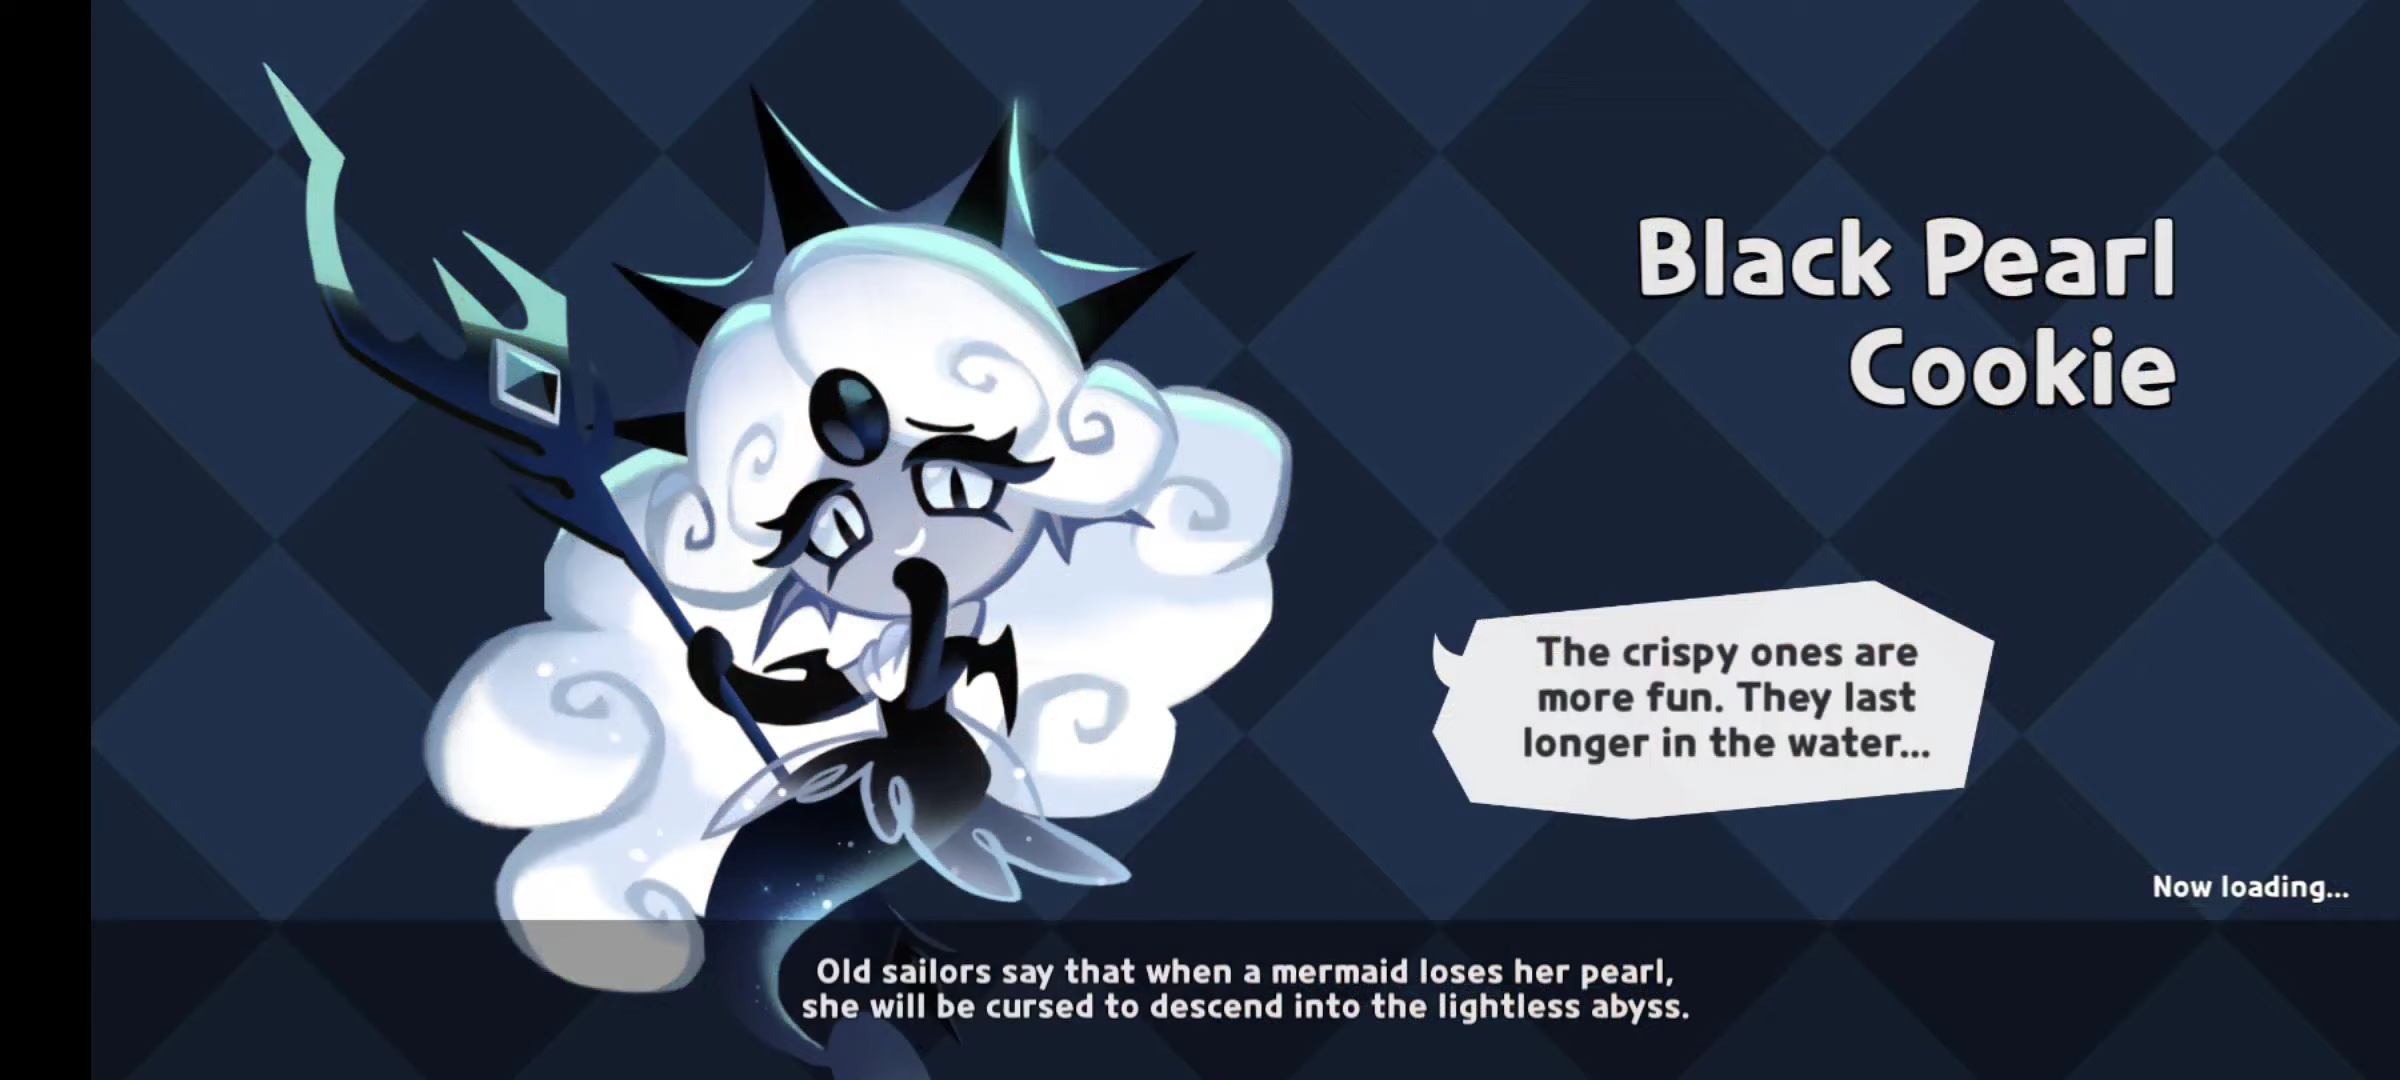 Black Pearl
Cookie
The crispy ones are
more fun. They last
longer in the water...
Now loading...
Old sailors say that when a mermaid loses her pearl,
she will be cursed to descend into the lightless abyss.